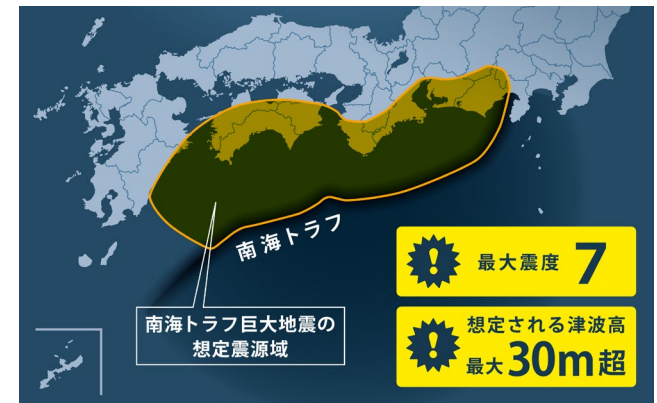 南海トラフ
南海トラフ巨大地震の
想定震源域
最大震度 7
想定される津波高
最大30m超